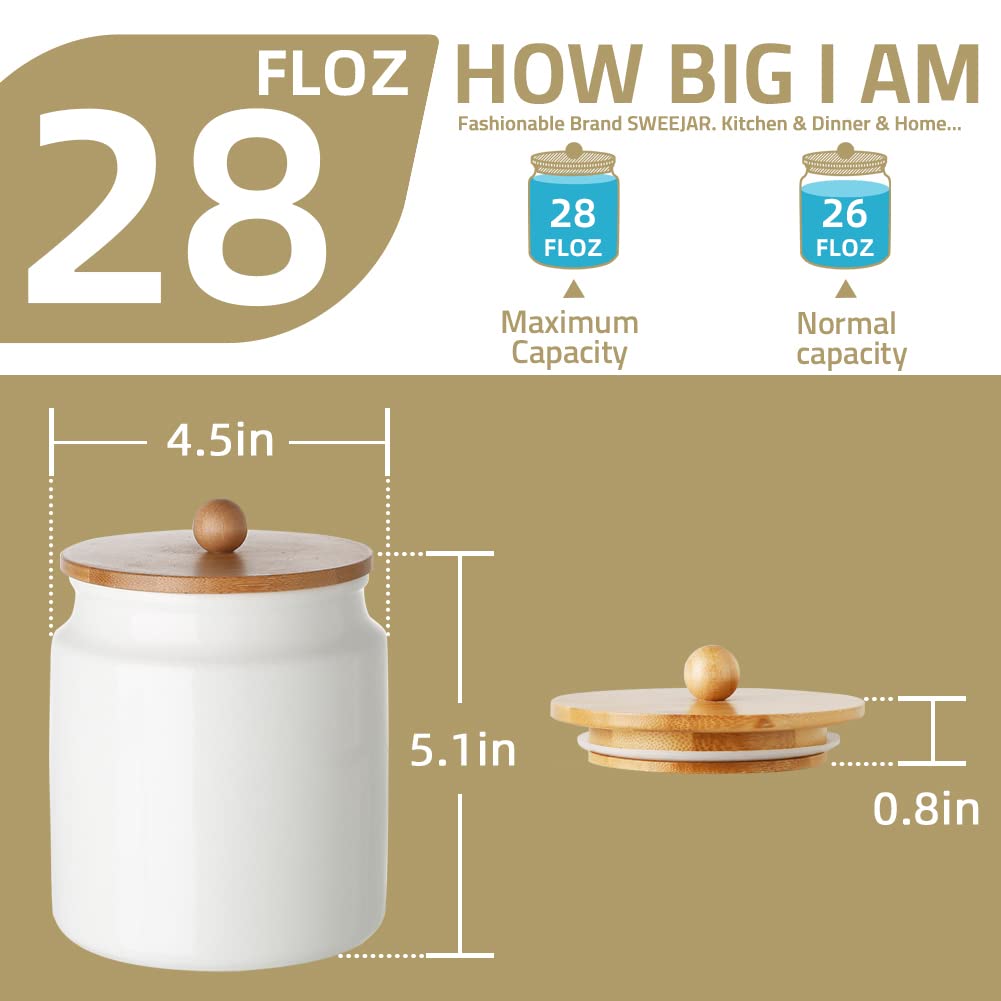 FLOZ
28
HOW BIG I AM
Fashionable Brand SWEEJAR. Kitchen & Dinner & Home...
28
FLOZ
26
FLOZ
Maximum
Capacity
Normal
capacity
4.5in
5.1in
0.8in